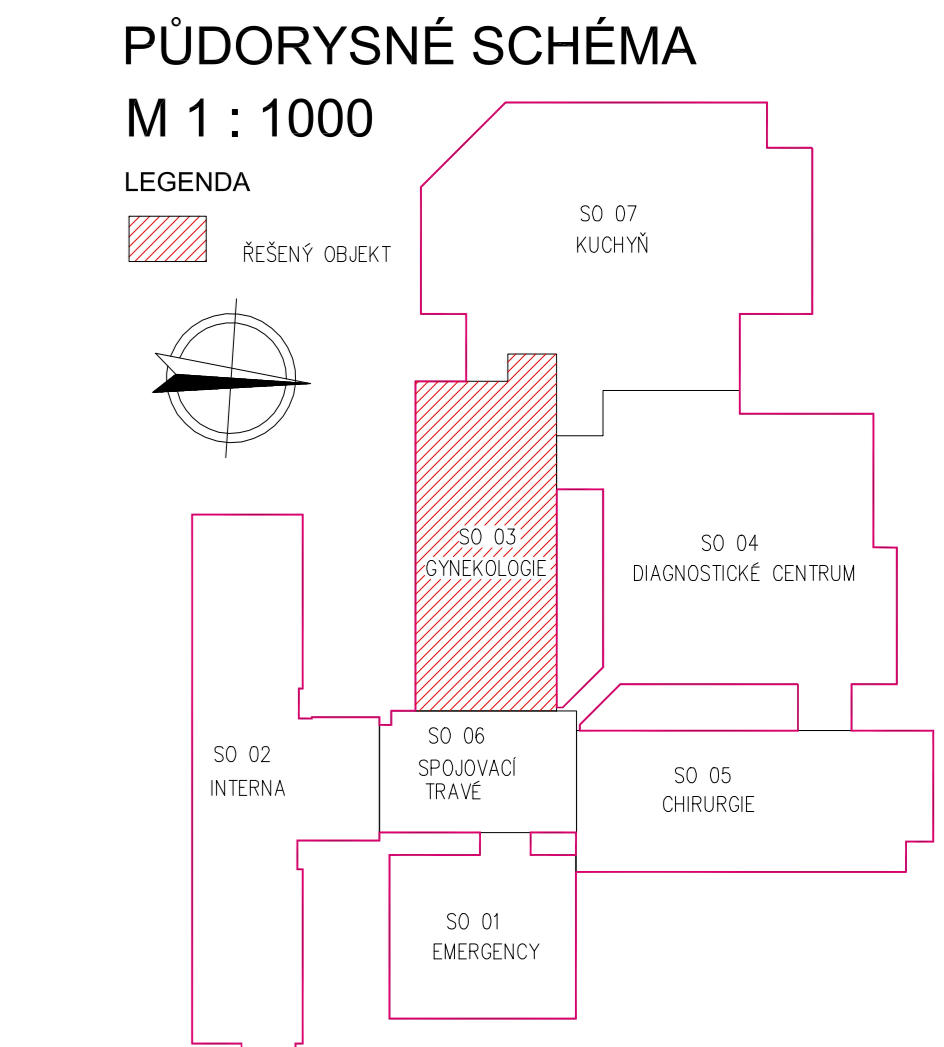 PŮDORYSNÉ SCHÉMA
M 1 : 1000
LEGENDA
ŘEŠENÝ OBJEKT
SO 07
KUCHYŇ
SO 03
GYNEKOLOGIE
SO 04
DIAGNOSTICKÉ CENTRUM
SO 02
INTERNA
SO 06
SPOJOVACÍ
TRAVÉ
SO 05
CHIRURGIE
SO 01
EMERGENCY